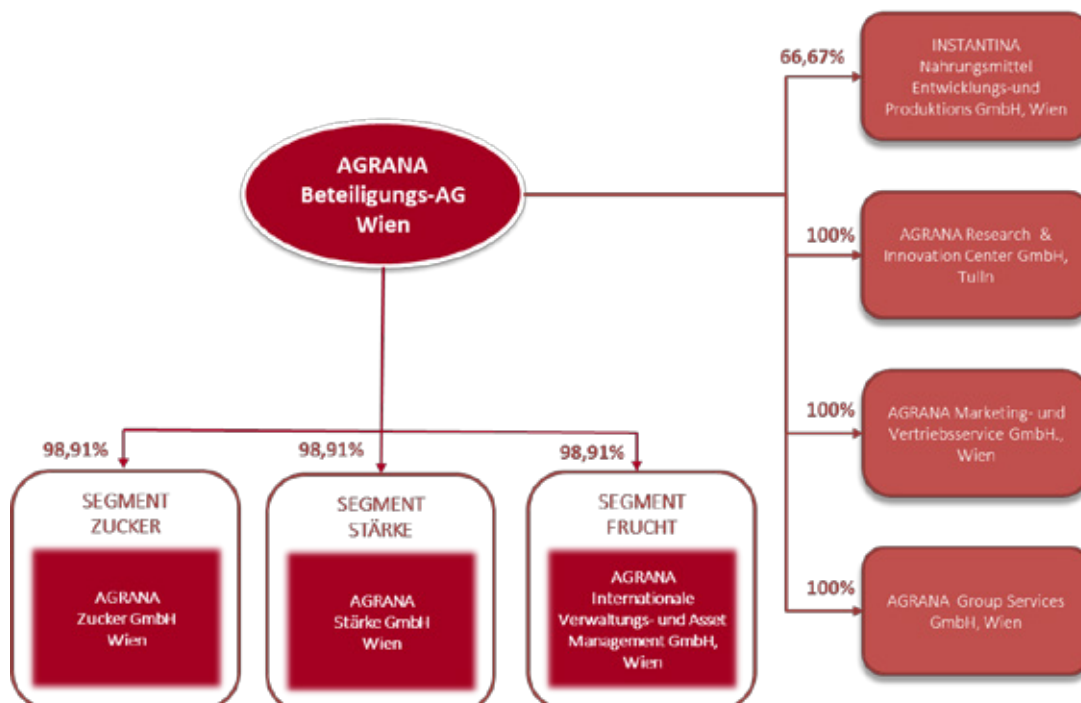 66,67%
INSTANTINA
Nahrungsmittel
Entwicklungs-und
Produktions GmbH, Wien
AGRANA
Beteiligungs-AG
Wien
100%
AGRANA Research &
Innovation Center GmbH,
Tulln
100%
AGRANA Marketing- und
Vertriebsservice GmbH.,
Wien
100%
AGRANA Group Services
GmbH, Wien
98,91%
SEGMENT
ZUCKER
AGRANA
Zucker GmbH
Wien
98,91%
SEGMENT
STÄRKE
AGRANA
Stärke GmbH
Wien
98,91%
SEGMENT
FRUCHT
AGRANA
Internationale
Verwaltungs- und Asset
Management GmbH,
Wien